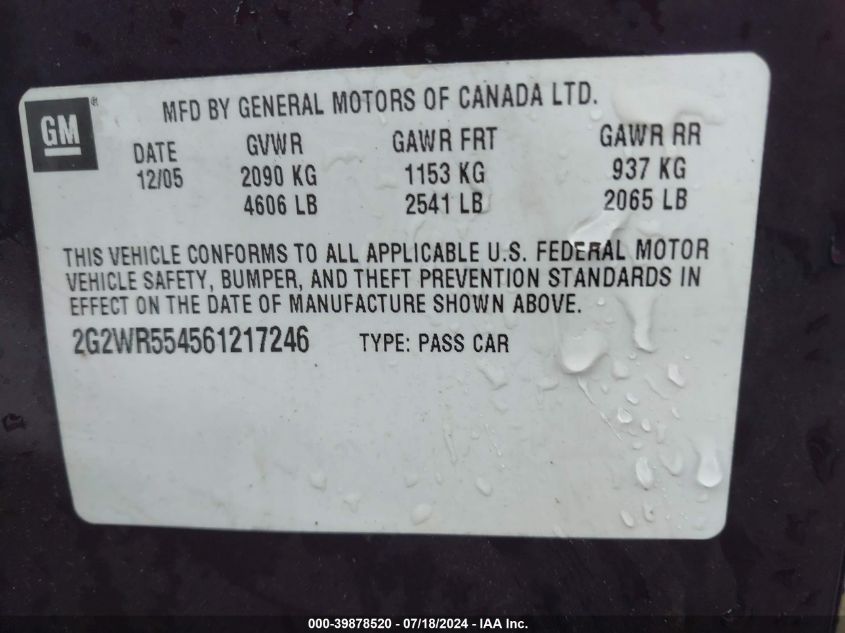 MFD BY GENERAL MOTORS OF CANADA LTD.
GM
DATE GVWR GAWR FRT GAWR RR
12/05 2090 KG 1153 KG 937 KG
4606 LB 2541 LB 2065 LB
THIS VEHICLE CONFORMS TO ALL APPLICABLE U.S. FEDERAL MOTOR
VEHICLE SAFETY, BUMPER, AND THEFT PREVENTION STANDARDS IN
EFFECT ON THE DATE OF MANUFACTURE SHOWN ABOVE.
2G2WR554561217246 TYPE: PASS CAR
000-39878520 - 07/18/2024 - IAA Inc.